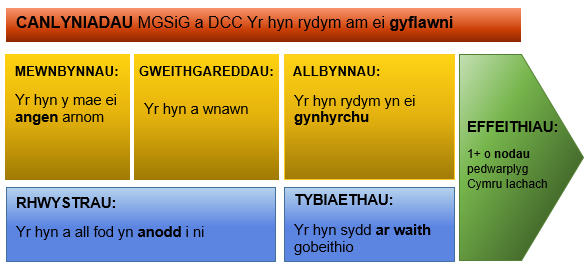 CANLYNIADAU MGSiG a DCC Yr hyn rydym am ei gyflawni
MEWNBYNNAU:
Yr hyn y mae ei
angen arnom
GWEITHGAREDDAU:
Yr hyn a wnawn
ALLBYNNAU:
Yr hyn rydym yn ei
gynhyrchu
EFFEITHIAU:
1+ o nodau
pedwarplyg
Cymru Iachach
RHWYSTRAU:
Yr hyn a all fod yn anodd i ni
TYBIAETHAU:
Yr hyn sydd ar waith
gobeithio